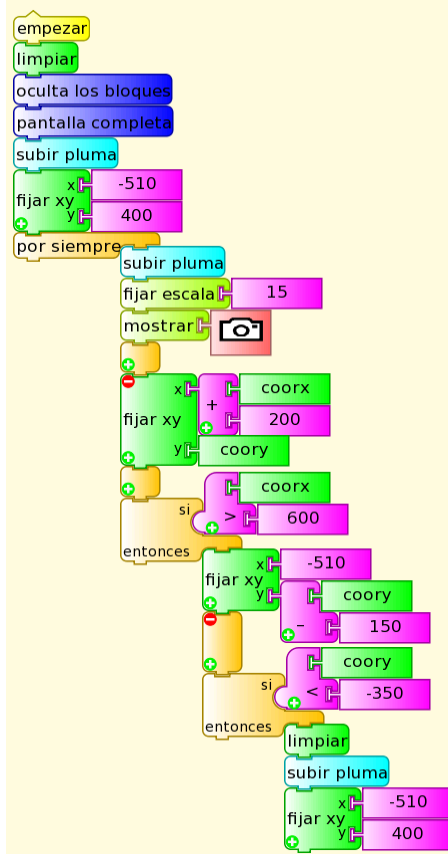 empezar
limpiar
oculta los bloques
pantalla completa
subir pluma
fijar xy x -510
y 400
por siempre
subir pluma
fijar escala 15
mostrar
fijar xy x + coorx
200
y coory
si coorx
> 600
entonces
fijar xy x -510
y coory
- 150
si coory
< -350
entonces
limpiar
subir pluma
fijar xy x -510
y 400